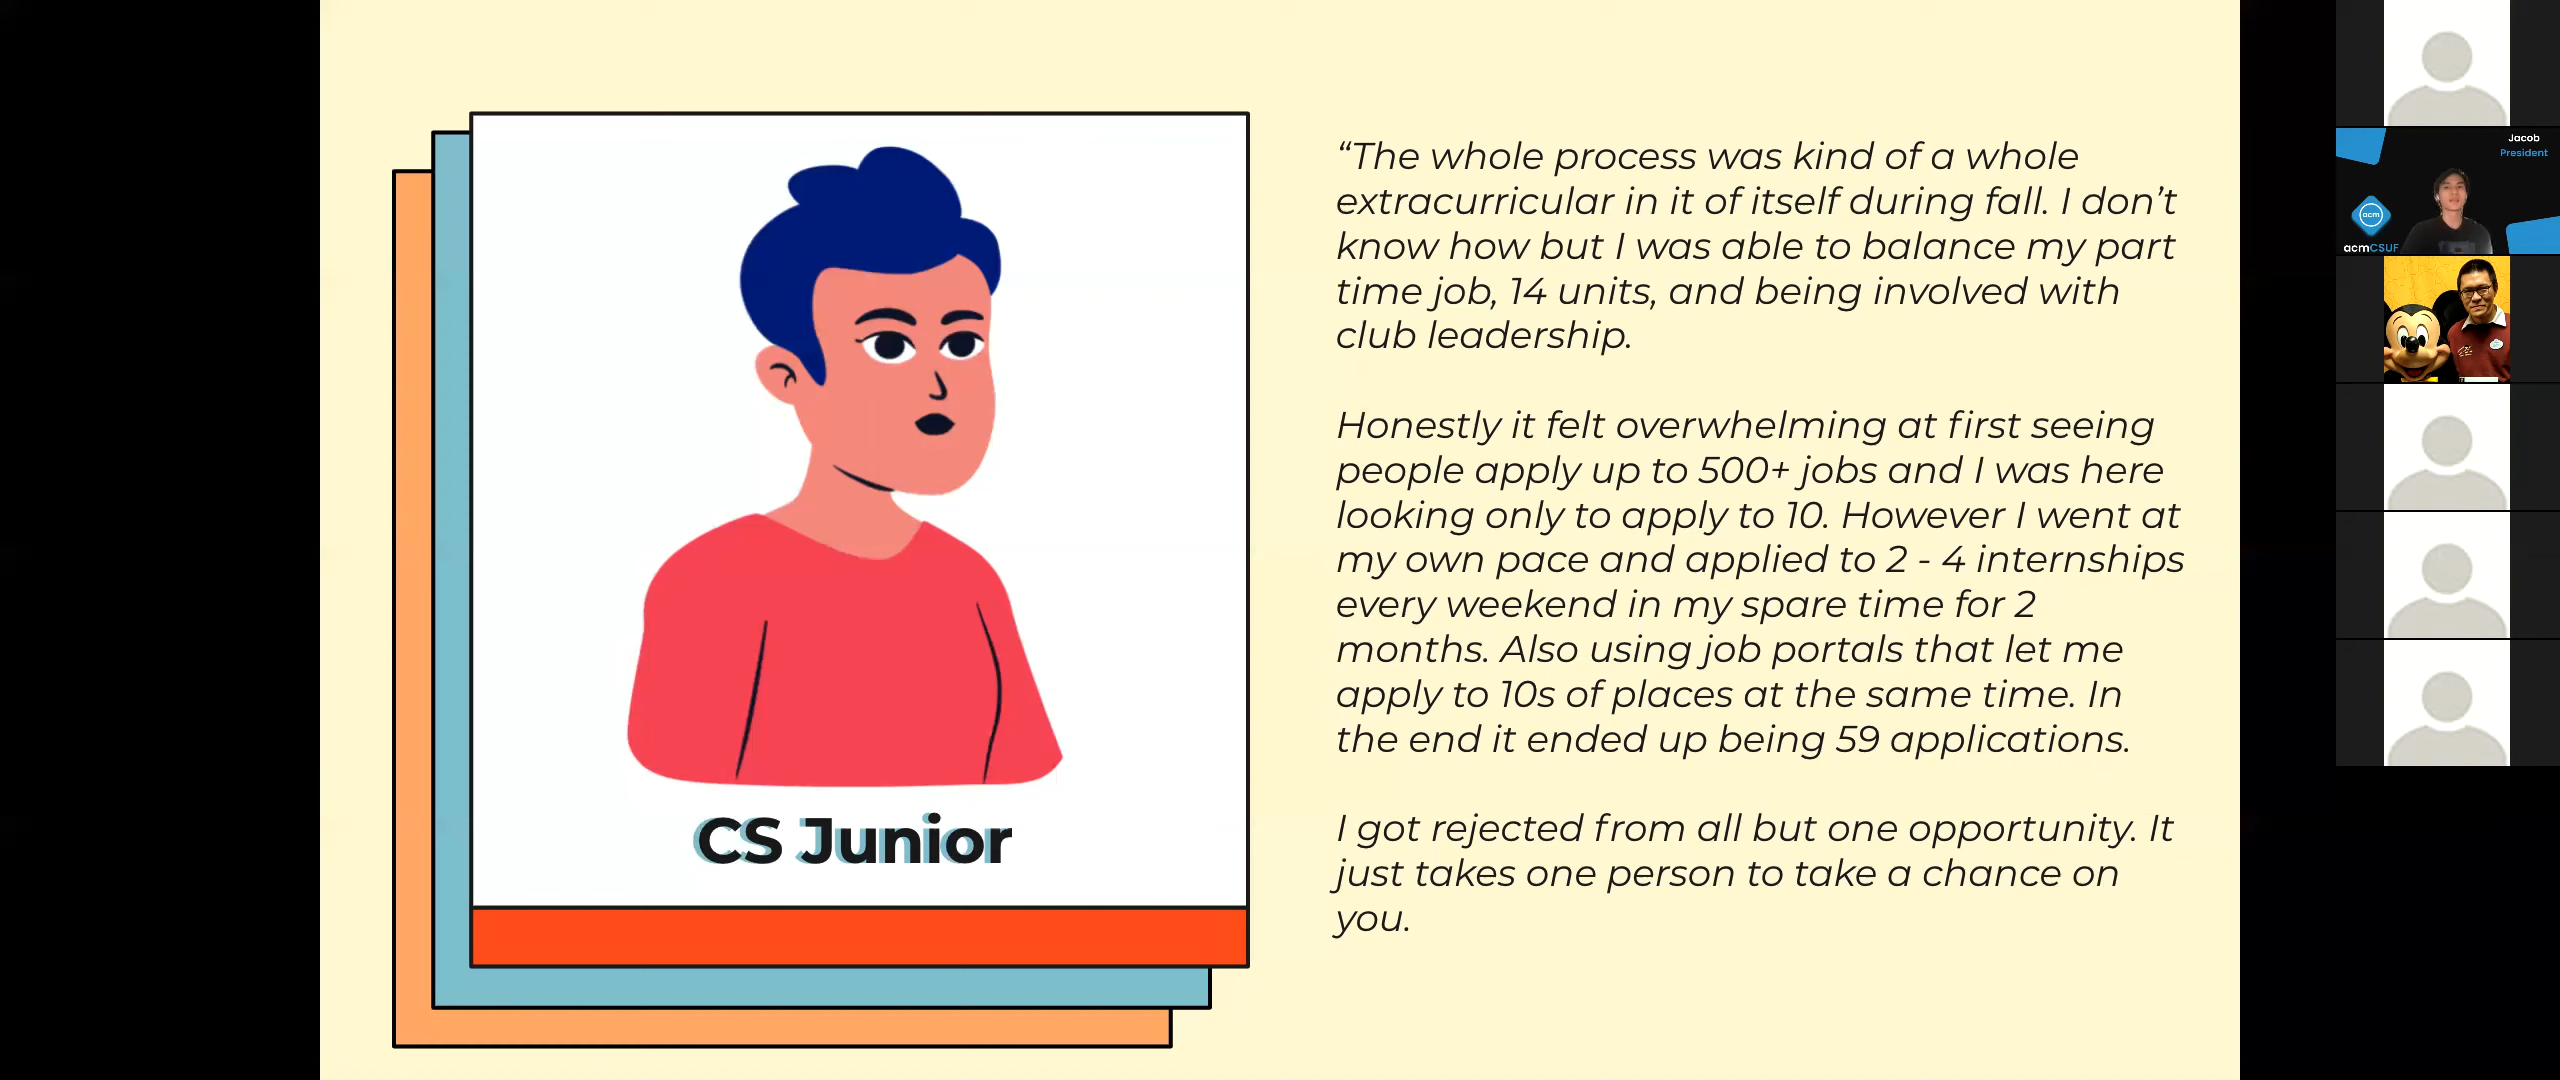 “The whole process was kind of a whole
extracurricular in it of itself during fall. I don’t
know how but I was able to balance my part
time job, 14 units, and being involved with
club leadership.
Honestly it felt overwhelming at first seeing
people apply up to 500+ jobs and I was here
looking only to apply to 10. However I went at
my own pace and applied to 2 - 4 internships
every weekend in my spare time for 2
months. Also using job portals that let me
apply to 10s of places at the same time. In
the end it ended up being 59 applications.
I got rejected from all but one opportunity. It
just takes one person to take a chance on
you.
CS Junior
Jacob
President
acm
acmCSUF